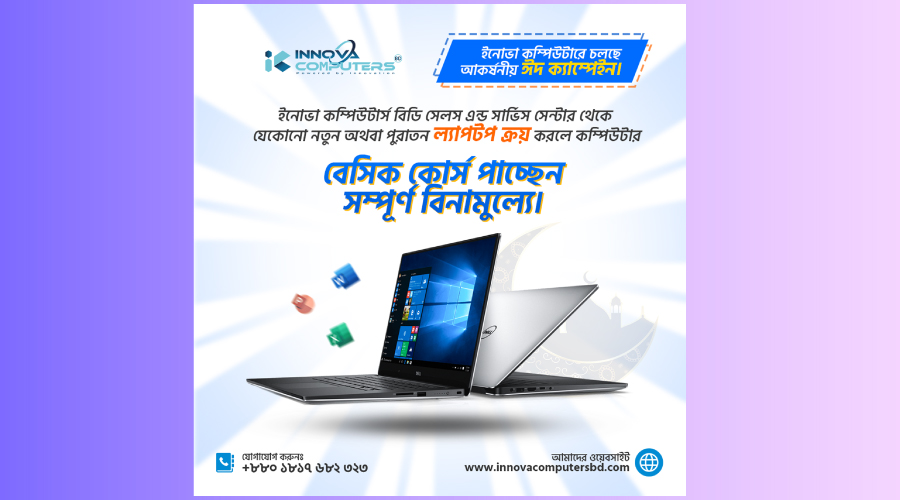 INNOVA
COMPUTERS BD
Powered by Innovation
ইনোভা কম্পিউটারে চলছে
আকর্ষনীয় ঈদ ক্যাম্পেইন।
ইনোভা কম্পিউটার্স বিডি সেলস এন্ড সার্ভিস সেন্টার থেকে
যেকোনো নতুন অথবা পুরাতন ল্যাপটপ ক্রয় করলে কম্পিউটার
বেসিক কোর্স পাচ্ছেন
সম্পূর্ণ বিনামুল্যে।
DELL
যোগাযোগ করুনঃ
+৮৮০ ১৮১৭ ৬৮২ ৩২৩
আমাদের ওয়েবসাইট
www.innovacomputersbd.com